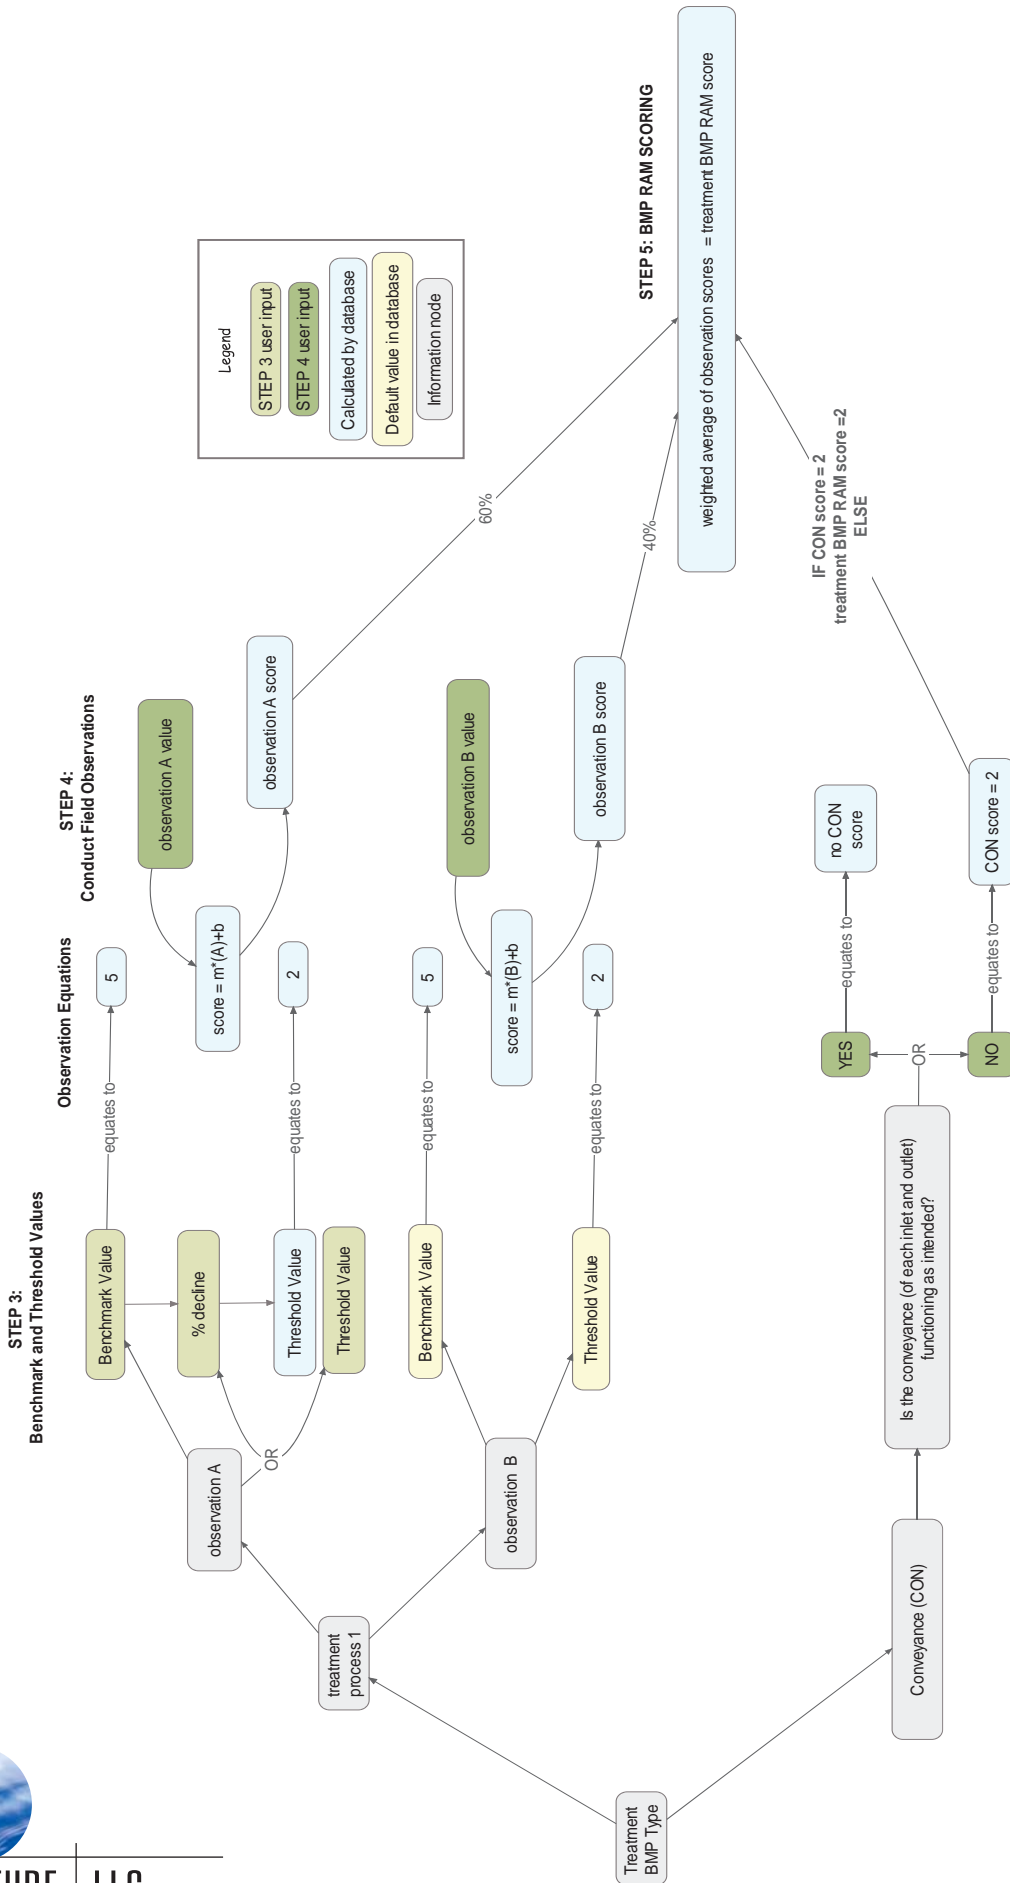 STEP 3:
Benchmark and Threshold Values
Observation Equations
STEP 4:
Conduct Field Observations
STEP 5: BMP RAM SCORING
Legend
STEP 3 user input
STEP 4 user input
Calculated by database
Default value in database
Information node
Treatment
BMP Type
treatment
process 1
observation A
OR
Benchmark Value
% decline
Threshold Value
Threshold Value
equates to
5
equates to
2
score = m*(A)+b
observation A value
observation A score
60%
observation B
Benchmark Value
Threshold Value
equates to
5
equates to
2
score = m*(B)+b
observation B value
observation B score
40%
weighted average of observation scores = treatment BMP RAM score
Conveyance (CON)
Is the conveyance (of each inlet and outlet)
functioning as intended?
OR
YES
NO
equates to
equates to
no CON
score
CON score = 2
IF CON score = 2
treatment BMP RAM score =2
ELSE
LLC